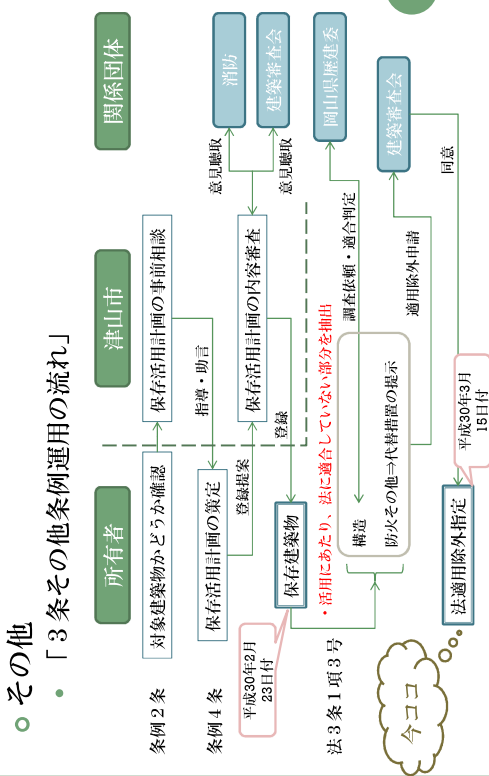 その他
・「3条その他条例運用の流れ」
所有者
津山市
関係団体
条例2条
対象建築物かどうか確認
保存活用計画の事前相談
指導・助言
条例4条
保存活用計画の策定
登録提案
保存活用計画の内容審査
意見聴取
消防
意見聴取
建築審査会
登録
平成30年2月
23日付
保存建築物
・活用にあたり、法に適合していない部分を抽出
法3条1項3号
構造
防火その他⇒代替措置の提示
調査依頼・適合判定
岡山県歴建委
適用除外申請
建築審査会
同意
平成30年3月
15日付
法適用除外指定
今ココ